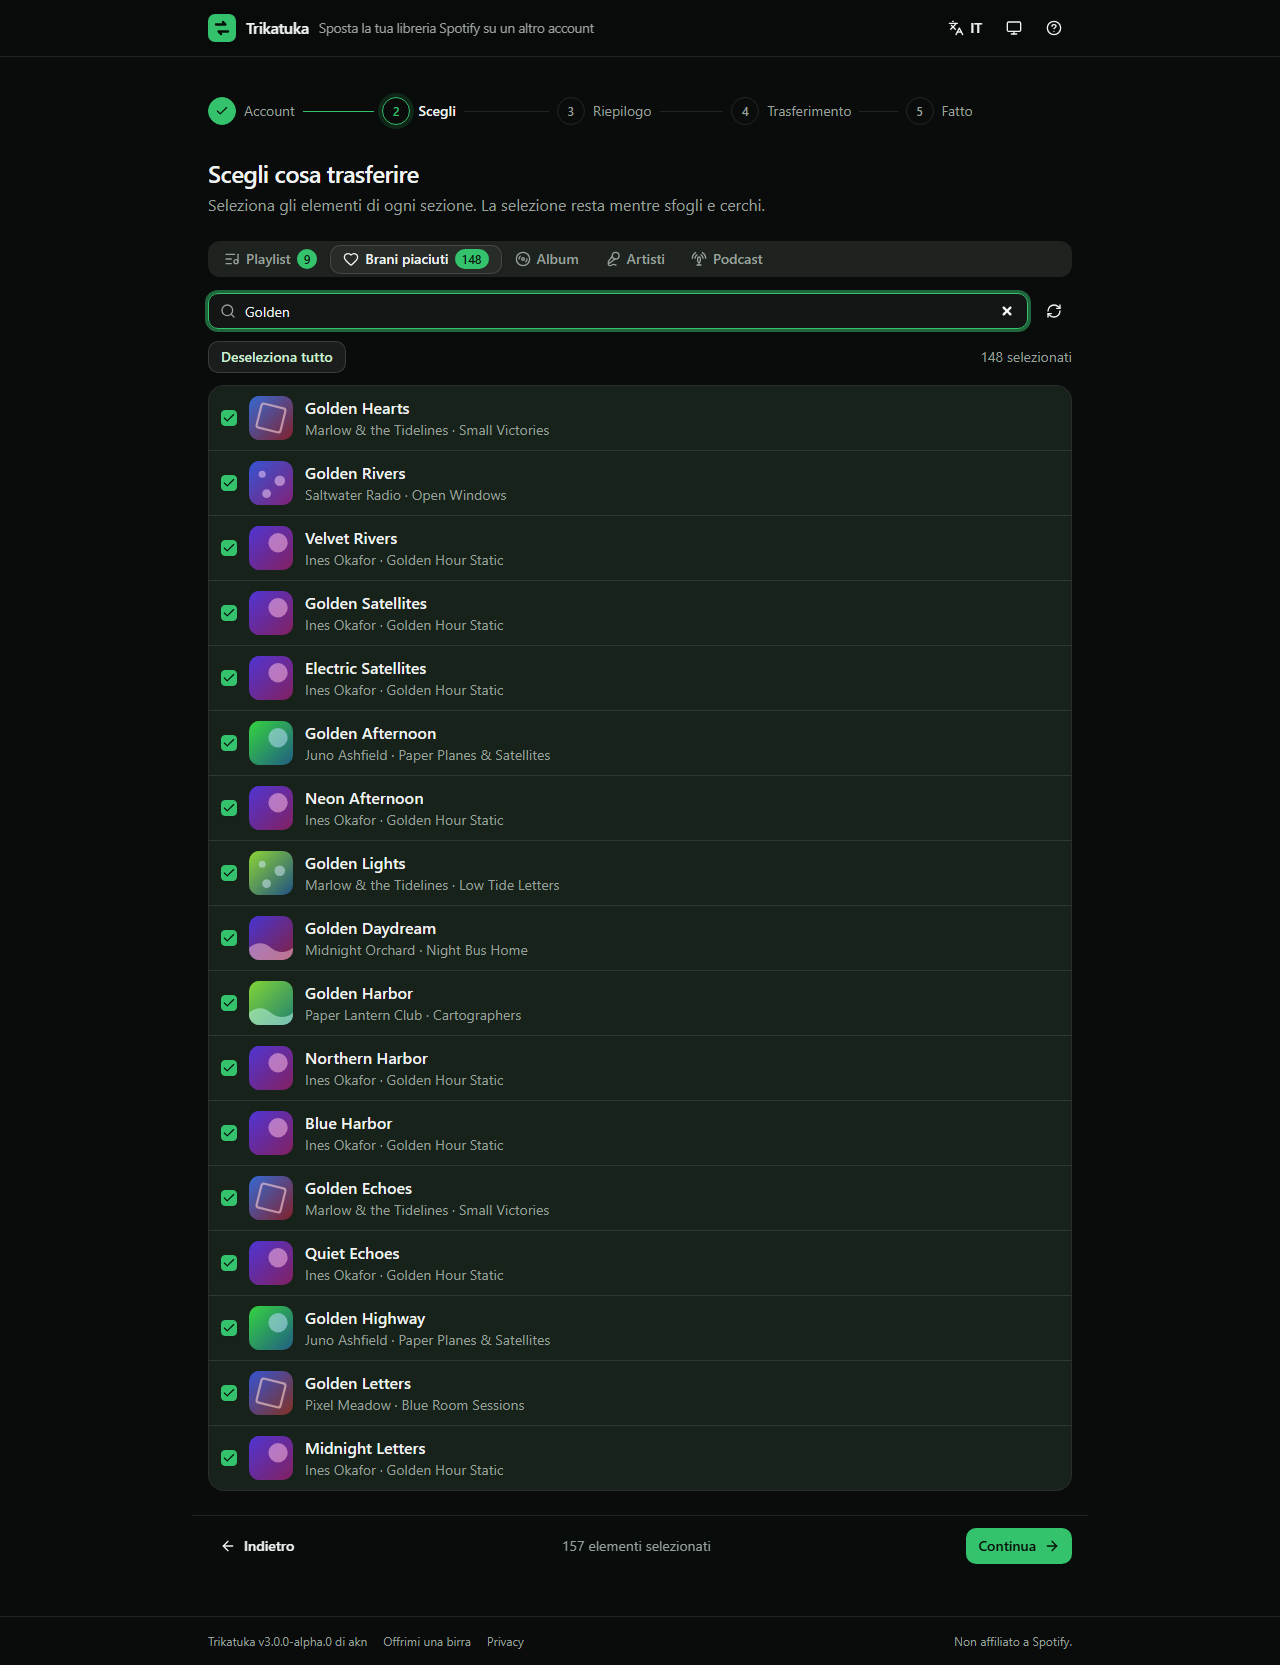 Trikatuka Sposta la tua libreria Spotify su un altro account IT
Account 2 Scegli 3 Riepilogo 4 Trasferimento 5 Fatto
Scegli cosa trasferire
Seleziona gli elementi di ogni sezione. La selezione resta mentre sfogli e cerchi.
Playlist 9 Brani piaciuti 148 Album Artisti Podcast
Golden
Deseleziona tutto 148 selezionati
Golden Hearts
Marlow & the Tidelines · Small Victories
Golden Rivers
Saltwater Radio · Open Windows
Velvet Rivers
Ines Okafor · Golden Hour Static
Golden Satellites
Ines Okafor · Golden Hour Static
Electric Satellites
Ines Okafor · Golden Hour Static
Golden Afternoon
Juno Ashfield · Paper Planes & Satellites
Neon Afternoon
Ines Okafor · Golden Hour Static
Golden Lights
Marlow & the Tidelines · Low Tide Letters
Golden Daydream
Midnight Orchard · Night Bus Home
Golden Harbor
Paper Lantern Club · Cartographers
Northern Harbor
Ines Okafor · Golden Hour Static
Blue Harbor
Ines Okafor · Golden Hour Static
Golden Echoes
Marlow & the Tidelines · Small Victories
Quiet Echoes
Ines Okafor · Golden Hour Static
Golden Highway
Juno Ashfield · Paper Planes & Satellites
Golden Letters
Pixel Meadow · Blue Room Sessions
Midnight Letters
Ines Okafor · Golden Hour Static
Indietro 157 elementi selezionati Continua
Trikatuka v3.0.0-alpha.0 di akn Offrimi una birra Privacy Non affiliato a Spotify.